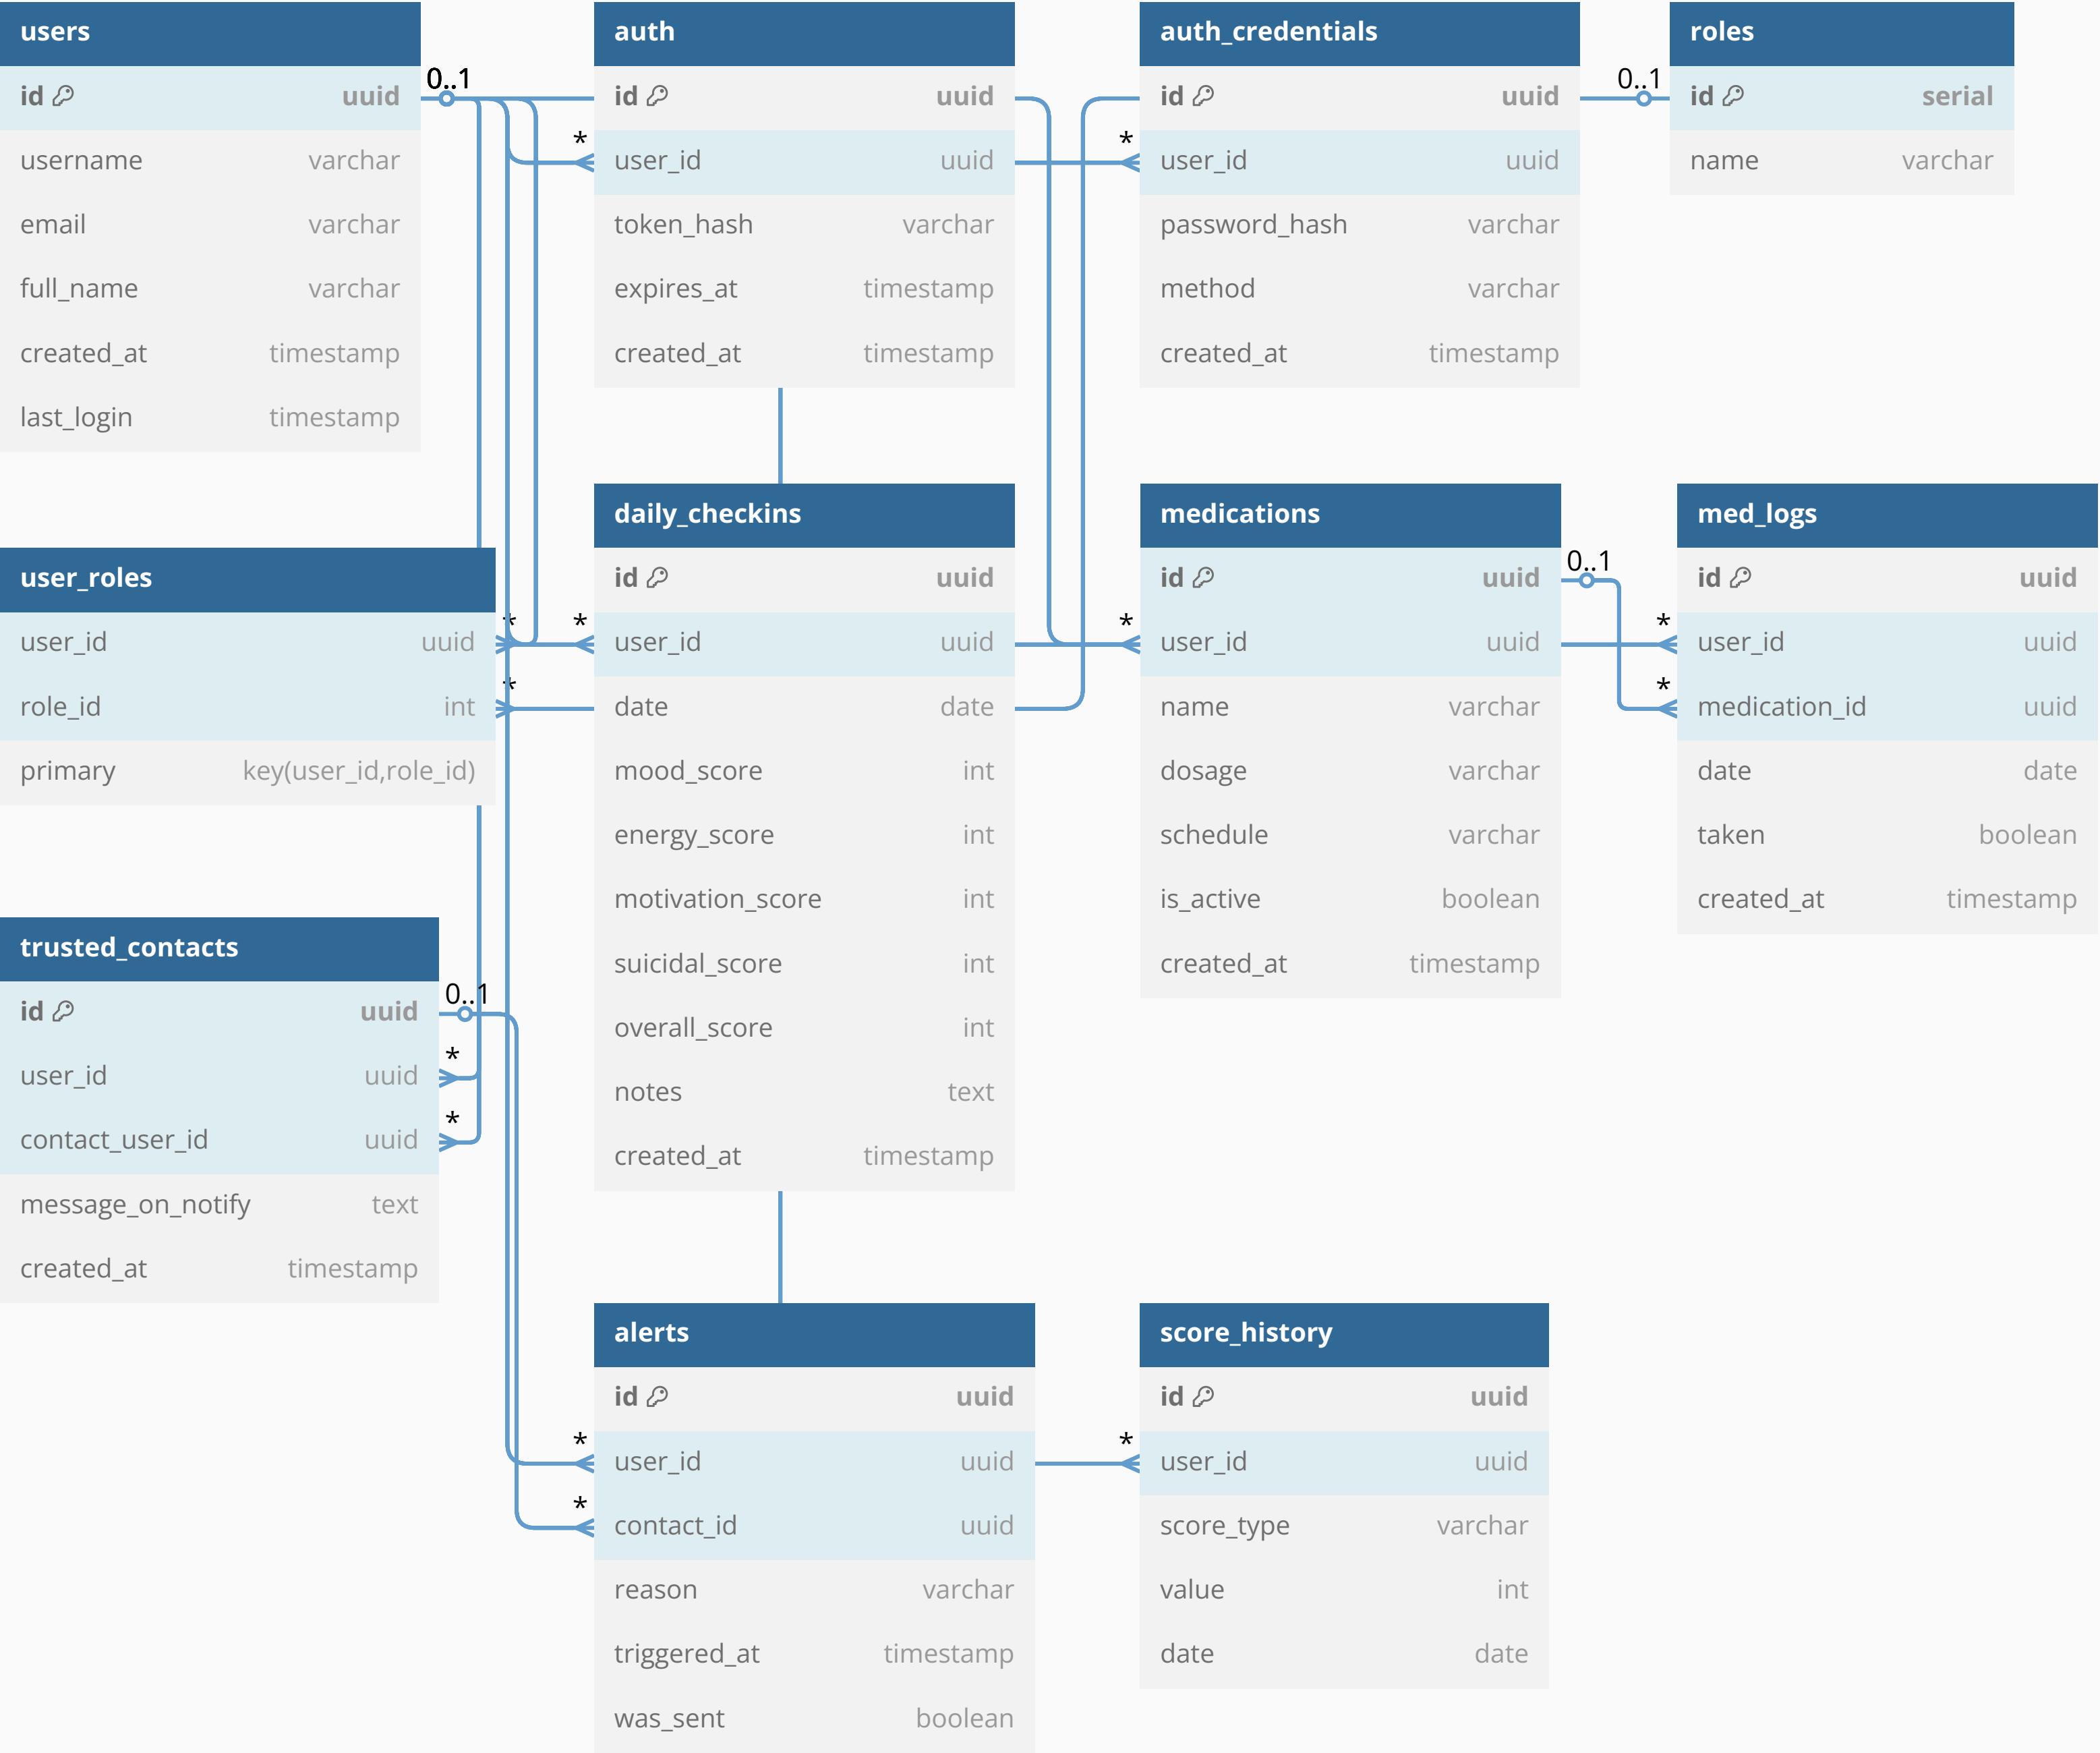 users
id uuid
username varchar
email varchar
full_name varchar
created_at timestamp
last_login timestamp
0..1
auth
id uuid
* user_id uuid
token_hash varchar
expires_at timestamp
created_at timestamp
auth_credentials
id uuid
* user_id uuid
password_hash varchar
method varchar
created_at timestamp
0..1
roles
id serial
name varchar
user_roles
user_id uuid *
role_id int *
primary key(user_id,role_id)
daily_checkins
id uuid
* user_id uuid
date date
mood_score int
energy_score int
motivation_score int
suicidal_score int
overall_score int
notes text
created_at timestamp
medications
id uuid 0..1
* user_id uuid
name varchar
dosage varchar
schedule varchar
is_active boolean
created_at timestamp
med_logs
id uuid
* user_id uuid
* medication_id uuid
date date
taken boolean
created_at timestamp
trusted_contacts
id uuid 0..1
user_id uuid *
contact_user_id uuid *
message_on_notify text
created_at timestamp
alerts
id uuid
* user_id uuid
* contact_id uuid
reason varchar
triggered_at timestamp
was_sent boolean
score_history
id uuid
* user_id uuid
score_type varchar
value int
date date